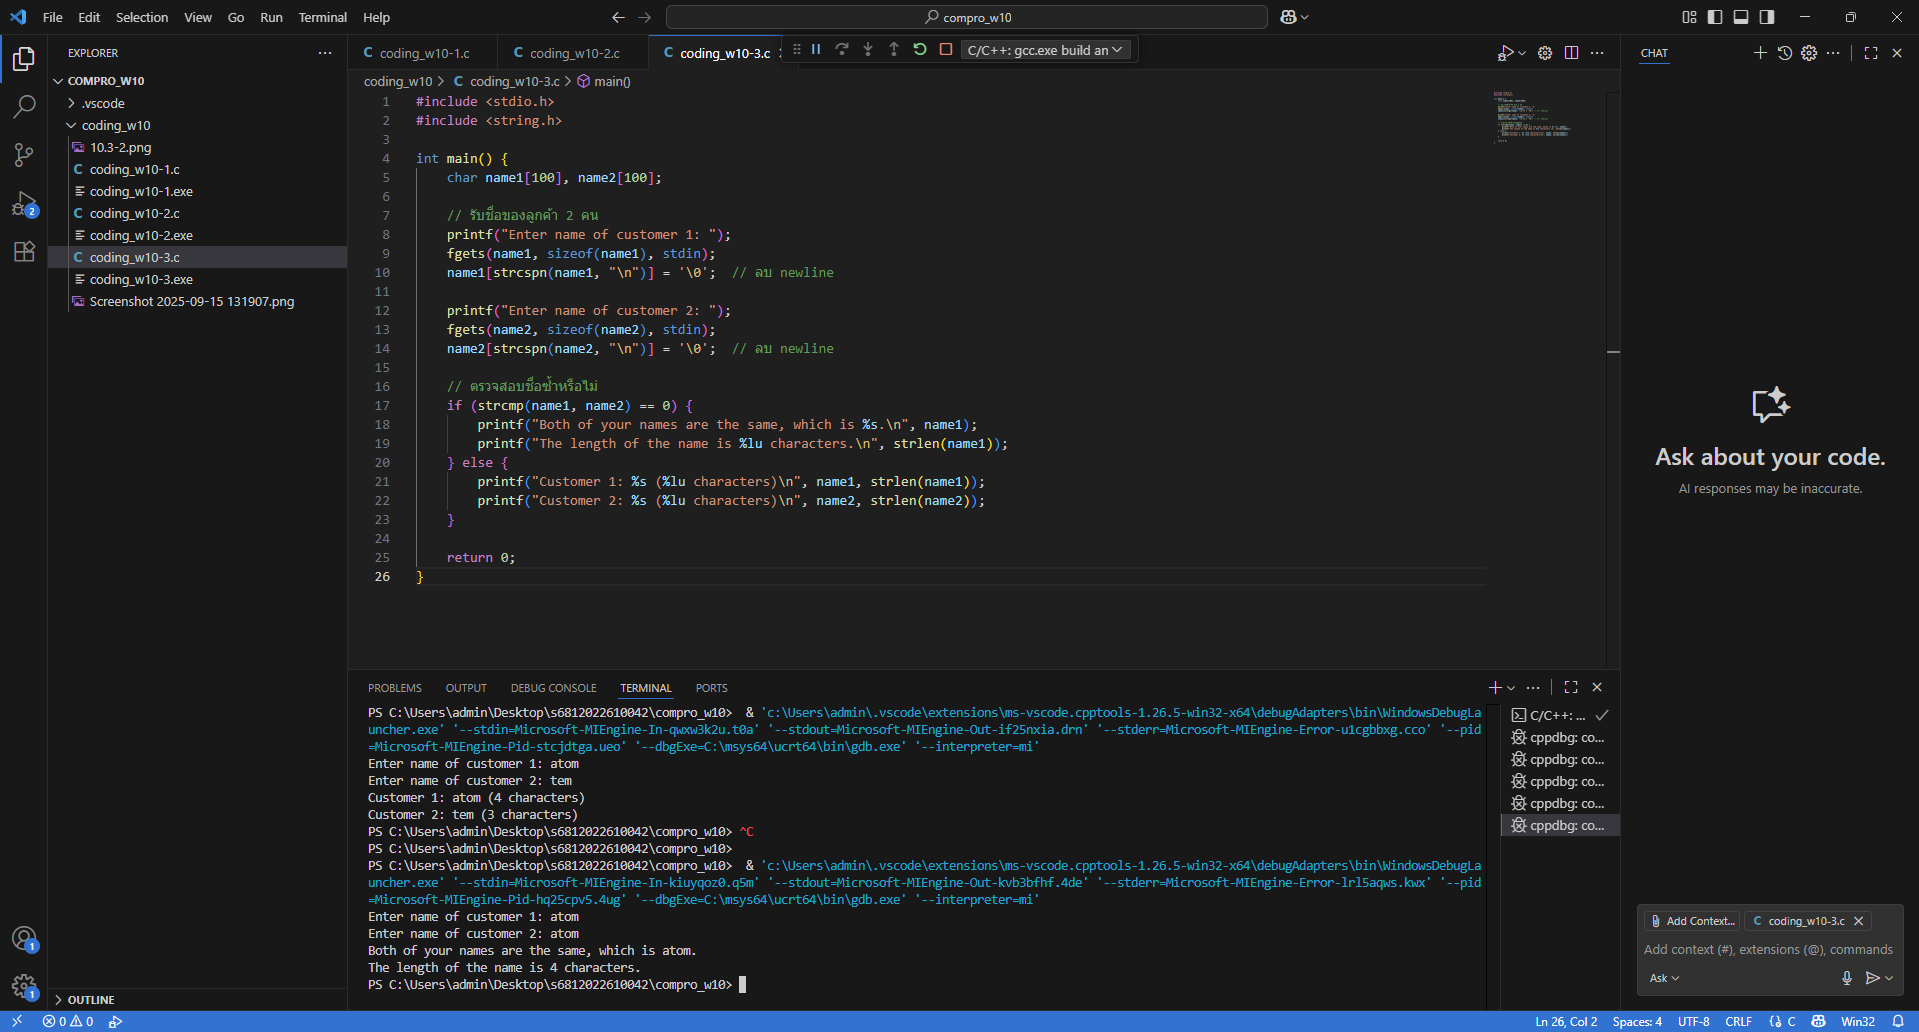 File Edit Selection View Go Run Terminal Help
compro_w10
EXPLORER
COMPRO_W10
.vscode
coding_w10
10.3-2.png
C coding_w10-1.c
coding_w10-1.exe
C coding_w10-2.c
coding_w10-2.exe
C coding_w10-3.c
coding_w10-3.exe
Screenshot 2025-09-15 131907.png
OUTLINE
2
1
1
C coding_w10-1.c C coding_w10-2.c C coding_w10-3.c
C/C++: gcc.exe build an
coding_w10 > C coding_w10-3.c > main()
1 #include <stdio.h>
2 #include <string.h>
3
4 int main() {
5 char name1[100], name2[100];
6
7 // รับชื่อของลูกค้า 2 คน
8 printf("Enter name of customer 1: ");
9 fgets(name1, sizeof(name1), stdin);
10 name1[strcspn(name1, "\n")] = '\0';  // ลบ newline
11
12 printf("Enter name of customer 2: ");
13 fgets(name2, sizeof(name2), stdin);
14 name2[strcspn(name2, "\n")] = '\0';  // ลบ newline
15
16 // ตรวจสอบชื่อซ้ำหรือไม่
17 if (strcmp(name1, name2) == 0) {
18 printf("Both of your names are the same, which is %s.\n", name1);
19 printf("The length of the name is %lu characters.\n", strlen(name1));
20 } else {
21 printf("Customer 1: %s (%lu characters)\n", name1, strlen(name1));
22 printf("Customer 2: %s (%lu characters)\n", name2, strlen(name2));
23 }
24
25 return 0;
26 }
PROBLEMS OUTPUT DEBUG CONSOLE TERMINAL PORTS
PS C:\Users\admin\Desktop\s6812022610042\compro_w10>  & 'c:\Users\admin\.vscode\extensions\ms-vscode.cpptools-1.26.5-win32-x64\debugAdapters\bin\WindowsDebugLa
uncher.exe' '--stdin=Microsoft-MIEngine-In-qwxw3k2u.t0a' '--stdout=Microsoft-MIEngine-Out-if25nxia.drn' '--stderr=Microsoft-MIEngine-Error-u1cgbbxg.cco' '--pid
=Microsoft-MIEngine-Pid-stcjdtga.ueo' '--dbgExe=C:\msys64\ucrt64\bin\gdb.exe' '--interpreter=mi'
Enter name of customer 1: atom
Enter name of customer 2: tem
Customer 1: atom (4 characters)
Customer 2: tem (3 characters)
PS C:\Users\admin\Desktop\s6812022610042\compro_w10> ^C
PS C:\Users\admin\Desktop\s6812022610042\compro_w10>
PS C:\Users\admin\Desktop\s6812022610042\compro_w10>  & 'c:\Users\admin\.vscode\extensions\ms-vscode.cpptools-1.26.5-win32-x64\debugAdapters\bin\WindowsDebugLa
uncher.exe' '--stdin=Microsoft-MIEngine-In-kiuyqoz0.q5m' '--stdout=Microsoft-MIEngine-Out-kvb3bfhf.4de' '--stderr=Microsoft-MIEngine-Error-lrl5aqws.kwx' '--pid
=Microsoft-MIEngine-Pid-hq25cpv5.4ug' '--dbgExe=C:\msys64\ucrt64\bin\gdb.exe' '--interpreter=mi'
Enter name of customer 1: atom
Enter name of customer 2: atom
Both of your names are the same, which is atom.
The length of the name is 4 characters.
PS C:\Users\admin\Desktop\s6812022610042\compro_w10>
C/C++: ...
cppdbg: co...
cppdbg: co...
cppdbg: co...
cppdbg: co...
cppdbg: co...
CHAT
Ask about your code.
AI responses may be inaccurate.
Add Context... C coding_w10-3.c
Add context (#), extensions (@), commands
Ask
0 0
Ln 26, Col 2 Spaces: 4 UTF-8 CRLF {} C Win32